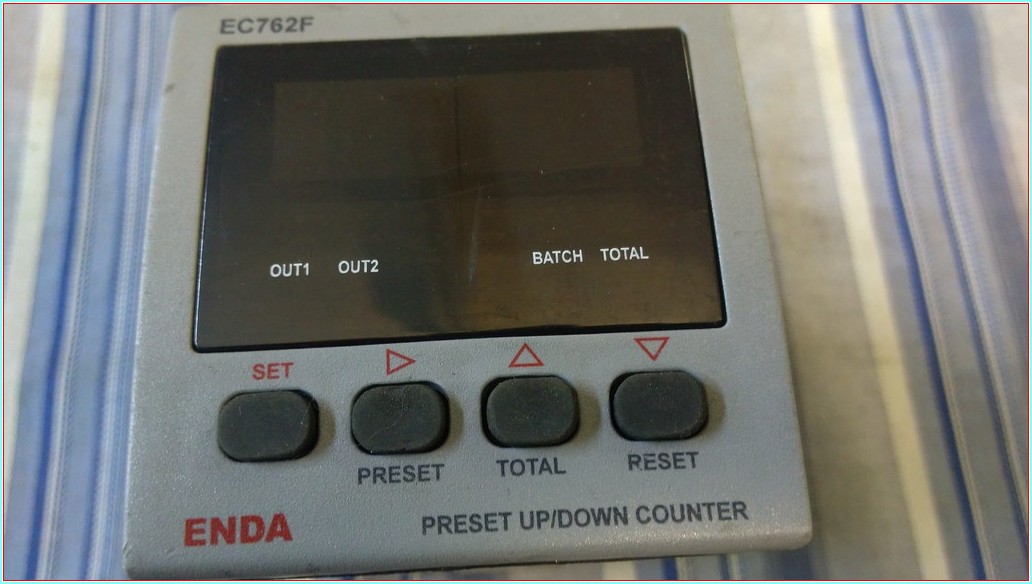 EC762F
OUT1 OUT2 BATCH TOTAL
SET
PRESET TOTAL RESET
ENDA PRESET UP/DOWN COUNTER